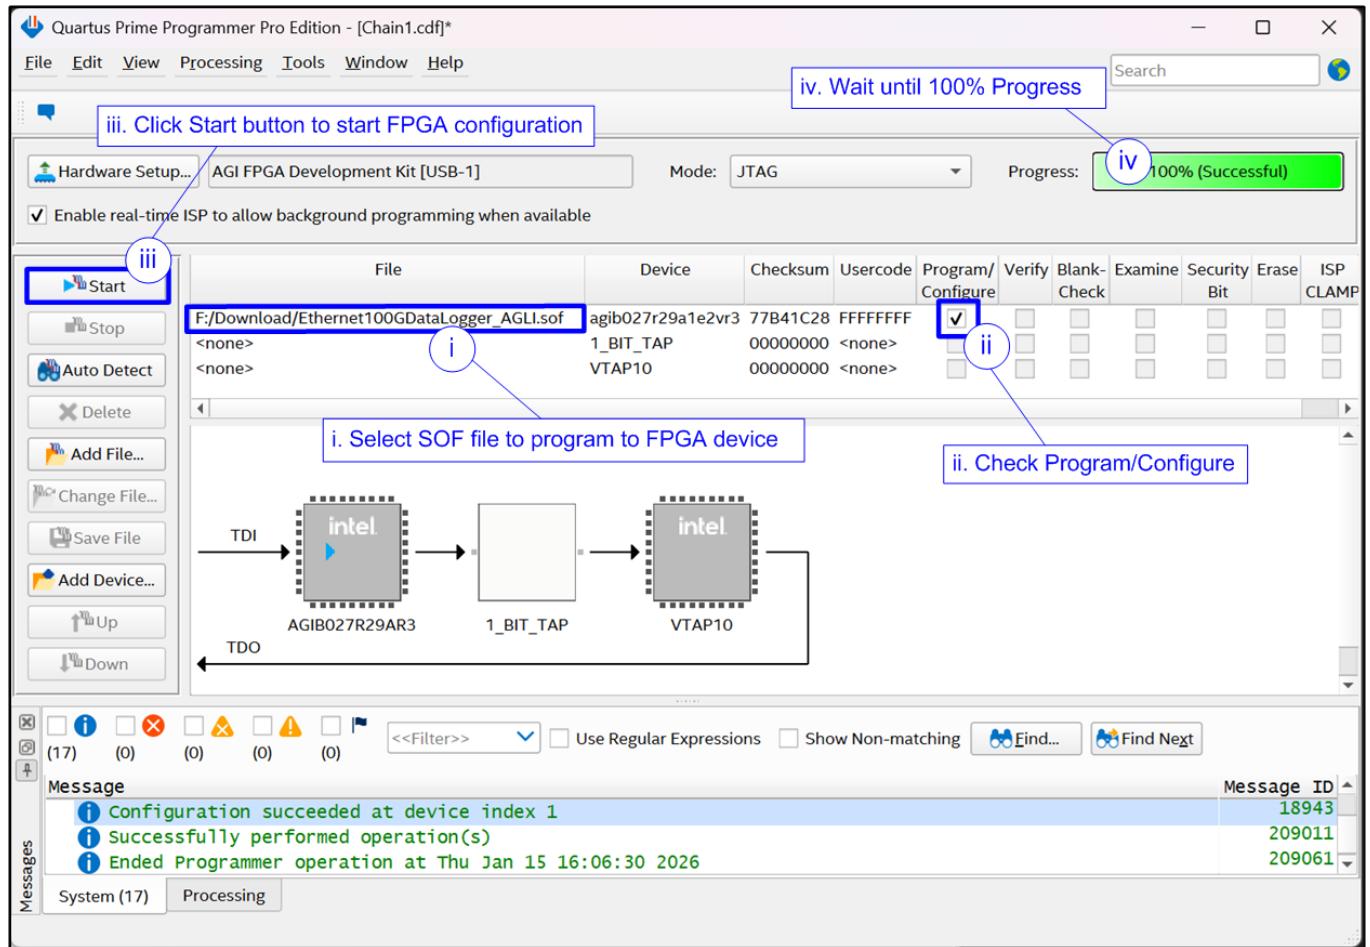 Quartus Prime Programmer Pro Edition - [Chain1.cdf]*
File Edit View Processing Tools Window Help
Search
iv. Wait until 100% Progress
iii. Click Start button to start FPGA configuration
Hardware Setup... AGI FPGA Development Kit [USB-1] Mode: JTAG Progress: iv 100% (Successful)
Enable real-time ISP to allow background programming when available
iii
Start
Stop
Auto Detect
Delete
Add File...
Change File...
Save File
Add Device...
Up
Down
File Device Checksum Usercode Program/ Configure Verify Blank- Check Examine Security Bit Erase ISP CLAMP
F:/Download/Ethernet100GDataLogger_AGLI.sof agib027r29a1e2vr3 77B41C28 FFFFFFFF
<none> 1_BIT_TAP 00000000 <none>
<none> VTAP10 00000000 <none>
i
ii
i. Select SOF file to program to FPGA device
ii. Check Program/Configure
TDI
intel
intel
AGIB027R29AR3 1_BIT_TAP VTAP10
TDO
(17) (0) (0) (0) (0)
<<Filter>> Use Regular Expressions Show Non-matching Find... Find Next
Message Message ID
Configuration succeeded at device index 1 18943
Successfully performed operation(s) 209011
Ended Programmer operation at Thu Jan 15 16:06:30 2026 209061
Messages
System (17) Processing